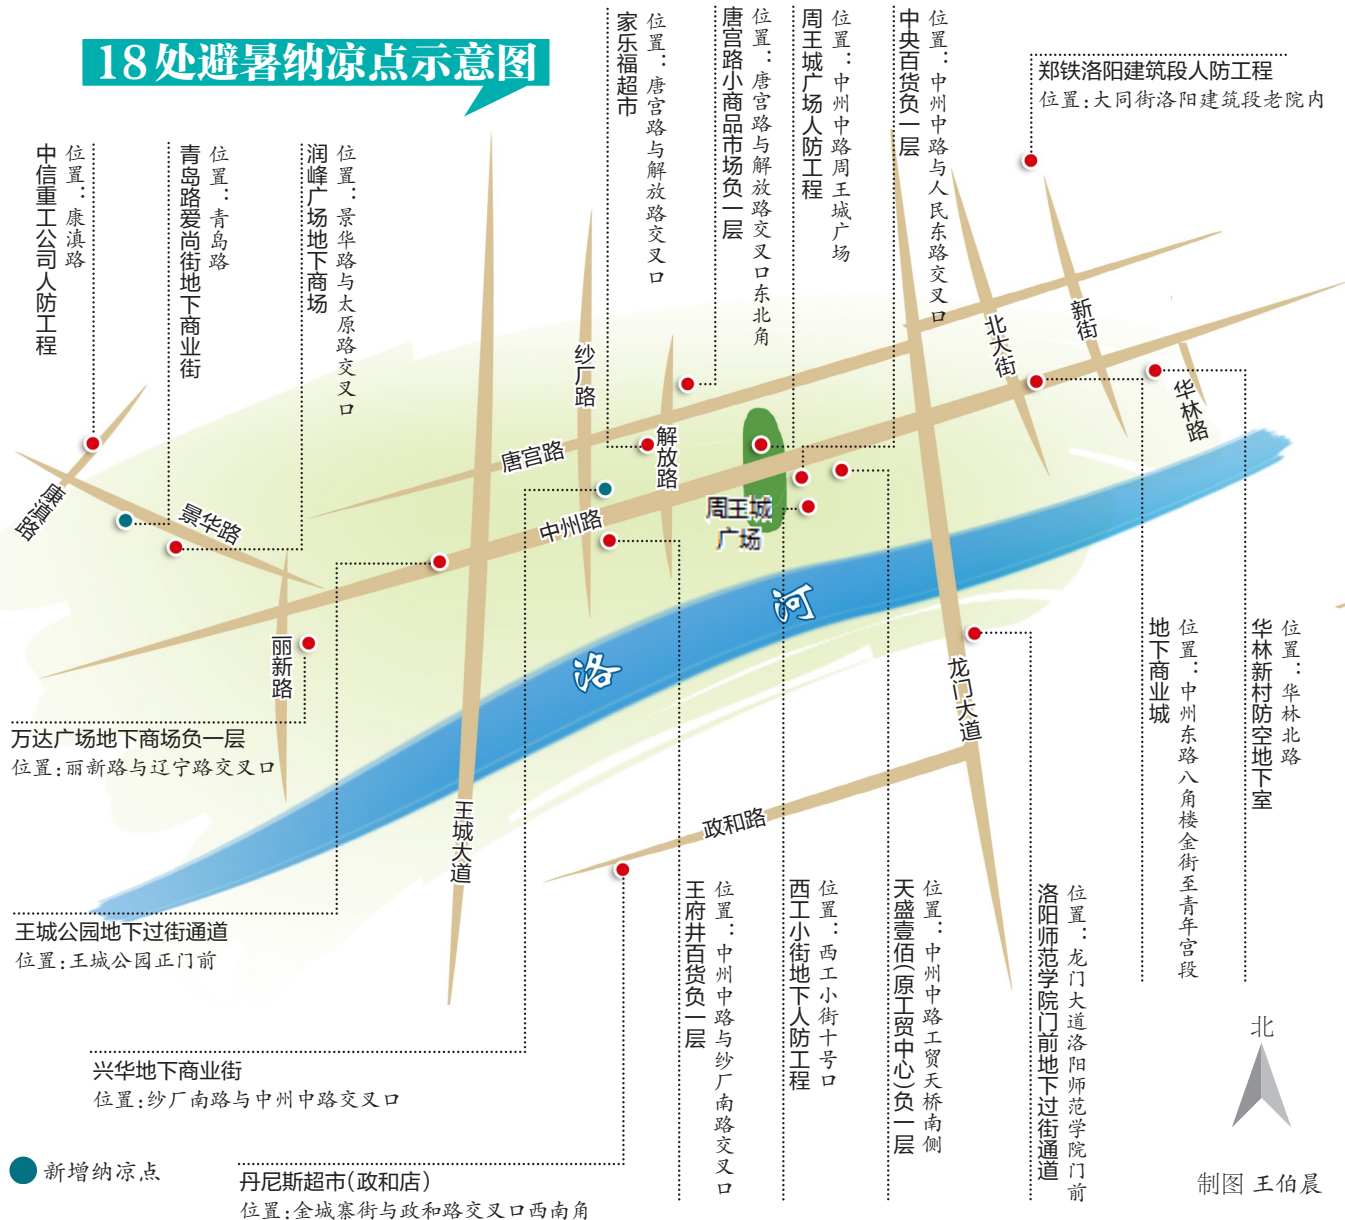 18处避暑纳凉点示意图
中信重工公司人防工程
位置：康滇路
青岛路爱尚街地下商业街
位置：青岛路
润峰广场地下商场
位置：景华路与太原路交叉口
家乐福超市
位置：唐宫路与解放路交叉口
唐宫路小商品市场负一层
位置：唐宫路与解放路交叉口东北角
周王城广场人防工程
位置：中州中路周王城广场
中央百货负一层
位置：中州中路与人民东路交叉口
郑铁洛阳建筑段人防工程
位置：大同街洛阳建筑段老院内
康滇路
景华路
丽新路
唐宫路
中州路
纱厂路
解放路
周王城
广场
北大街
新街
华林路
洛河
王城大道
龙门大道
政和路
万达广场地下商场负一层
位置：丽新路与辽宁路交叉口
王城公园地下过街通道
位置：王城公园正门前
兴华地下商业街
位置：纱厂南路与中州中路交叉口
丹尼斯超市(政和店)
位置：金城寨街与政和路交叉口西南角
王府井百货负一层
位置：中州中路与纱厂南路交叉口
西工小街地下人防工程
位置：西工小街十号口
天盛壹佰(原工贸中心)负一层
位置：中州中路工贸天桥南侧
洛阳师范学院门前地下过街通道
位置：龙门大道洛阳师范学院门前
地下商业城
位置：中州东路八角楼金街至青年宫段
华林新村防空地下室
位置：华林北路
新增纳凉点
北
制图 王伯晨